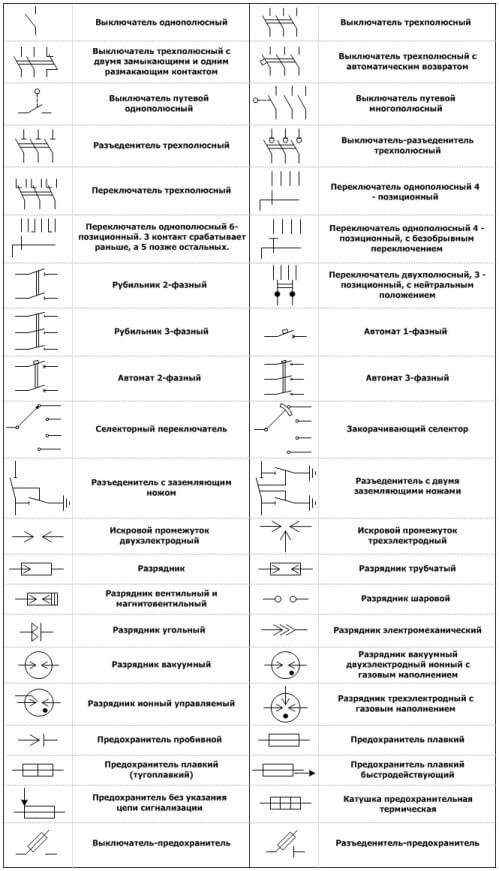 Выключатель однополюсный
Выключатель трехполюсный
Выключатель трехполюсный с
двумя замыкающими и одним
размакающим контактом
Выключатель трехполюсный с
автоматическим возвратом
Выключатель путевой
однополюсный
Выключатель путевой
многополюсный
Разъеденитель трехполюсный
Выключатель-разъеденитель
трехполюсный
Переключатель трехполюсный
Переключатель однополюсный 4
- позиционный
Переключатель однополюсный 6-
позиционный. 3 контакт срабатывает
раньше, а 5 позже остальных.
Переключатель однополюсный 4 -
позиционный, с безобрывным
переключением
Рубильник 2-фазный
Переключатель двухполюсный, 3 -
позиционный, с нейтральным
положением
Рубильник 3-фазный
Автомат 1-фазный
Автомат 2-фазный
Автомат 3-фазный
Селекторный переключатель
Закорачивающий селектор
Разъеденитель с заземляющим
ножом
Разъеденитель с двумя
заземляющими ножами
Искровой промежуток
двухэлектродный
Искровой промежуток
трехэлектродный
Разрядник
Разрядник трубчатый
Разрядник вентильный и
магнитовентильный
Разрядник шаровой
Разрядник угольный
Разрядник электромеханический
Разрядник вакуумный
Разрядник вакуумный
двухэлектродный ионный с
газовым наполнением
Разрядник ионный управляемый
Разрядник трехэлектродный с
газовым наполнением
Предохранитель пробивной
Предохранитель плавкий
Предохранитель плавкий
(тугоплавкий)
Предохранитель плавкий
быстродействующий
Предохранитель без указания
цепи сигнализации
Катушка предохранительная
термическая
Выключатель-предохранитель
Разъеденитель-предохранитель